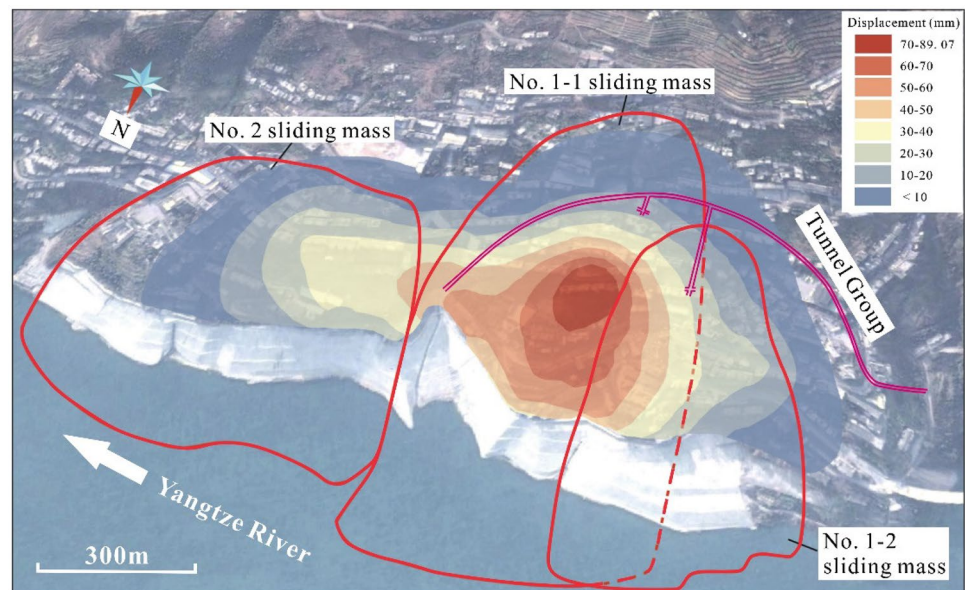 Displacement (mm)
70-89.07
60-70
50-60
40-50
30-40
20-30
10-20
< 10
No. 1-1 sliding mass
No. 2 sliding mass
N
Tunnel Group
Yangtze River
300m
No. 1-2
sliding mass